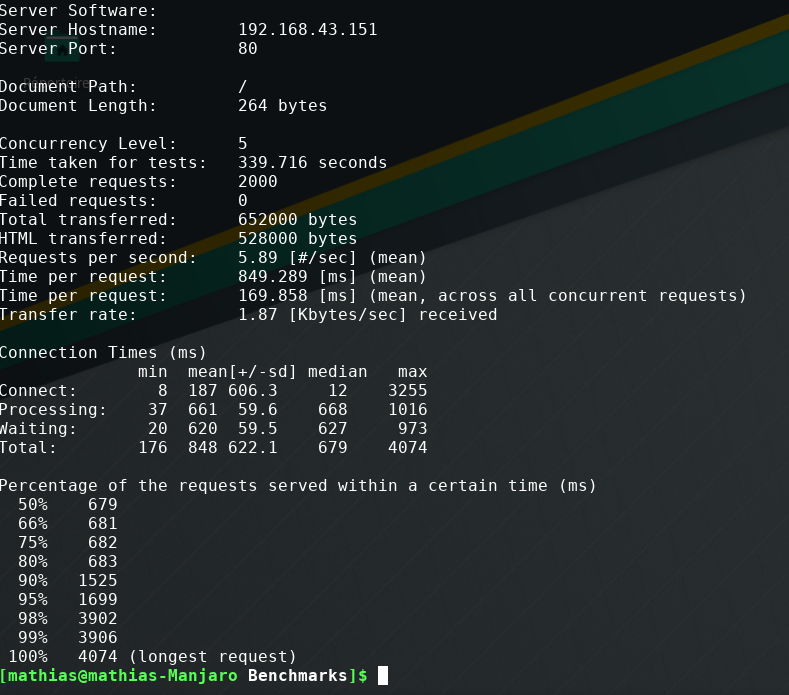 Server Software:
Server Hostname:        192.168.43.151
Server Port:            80
Document Path:          /
Document Length:        264 bytes
Concurrency Level:      5
Time taken for tests:   339.716 seconds
Complete requests:      2000
Failed requests:        0
Total transferred:      652000 bytes
HTML transferred:       528000 bytes
Requests per second:    5.89 [#/sec] (mean)
Time per request:       849.289 [ms] (mean)
Time per request:       169.858 [ms] (mean, across all concurrent requests)
Transfer rate:          1.87 [Kbytes/sec] received
Connection Times (ms)
              min  mean[+/-sd] median   max
Connect:        8  187 606.3     12    3255
Processing:    37  661  59.6    668    1016
Waiting:       20  620  59.5    627     973
Total:        176  848 622.1    679    4074
Percentage of the requests served within a certain time (ms)
  50%    679
  66%    681
  75%    682
  80%    683
  90%   1525
  95%   1699
  98%   3902
  99%   3906
 100%   4074 (longest request)
[mathias@mathias-Manjaro Benchmarks]$